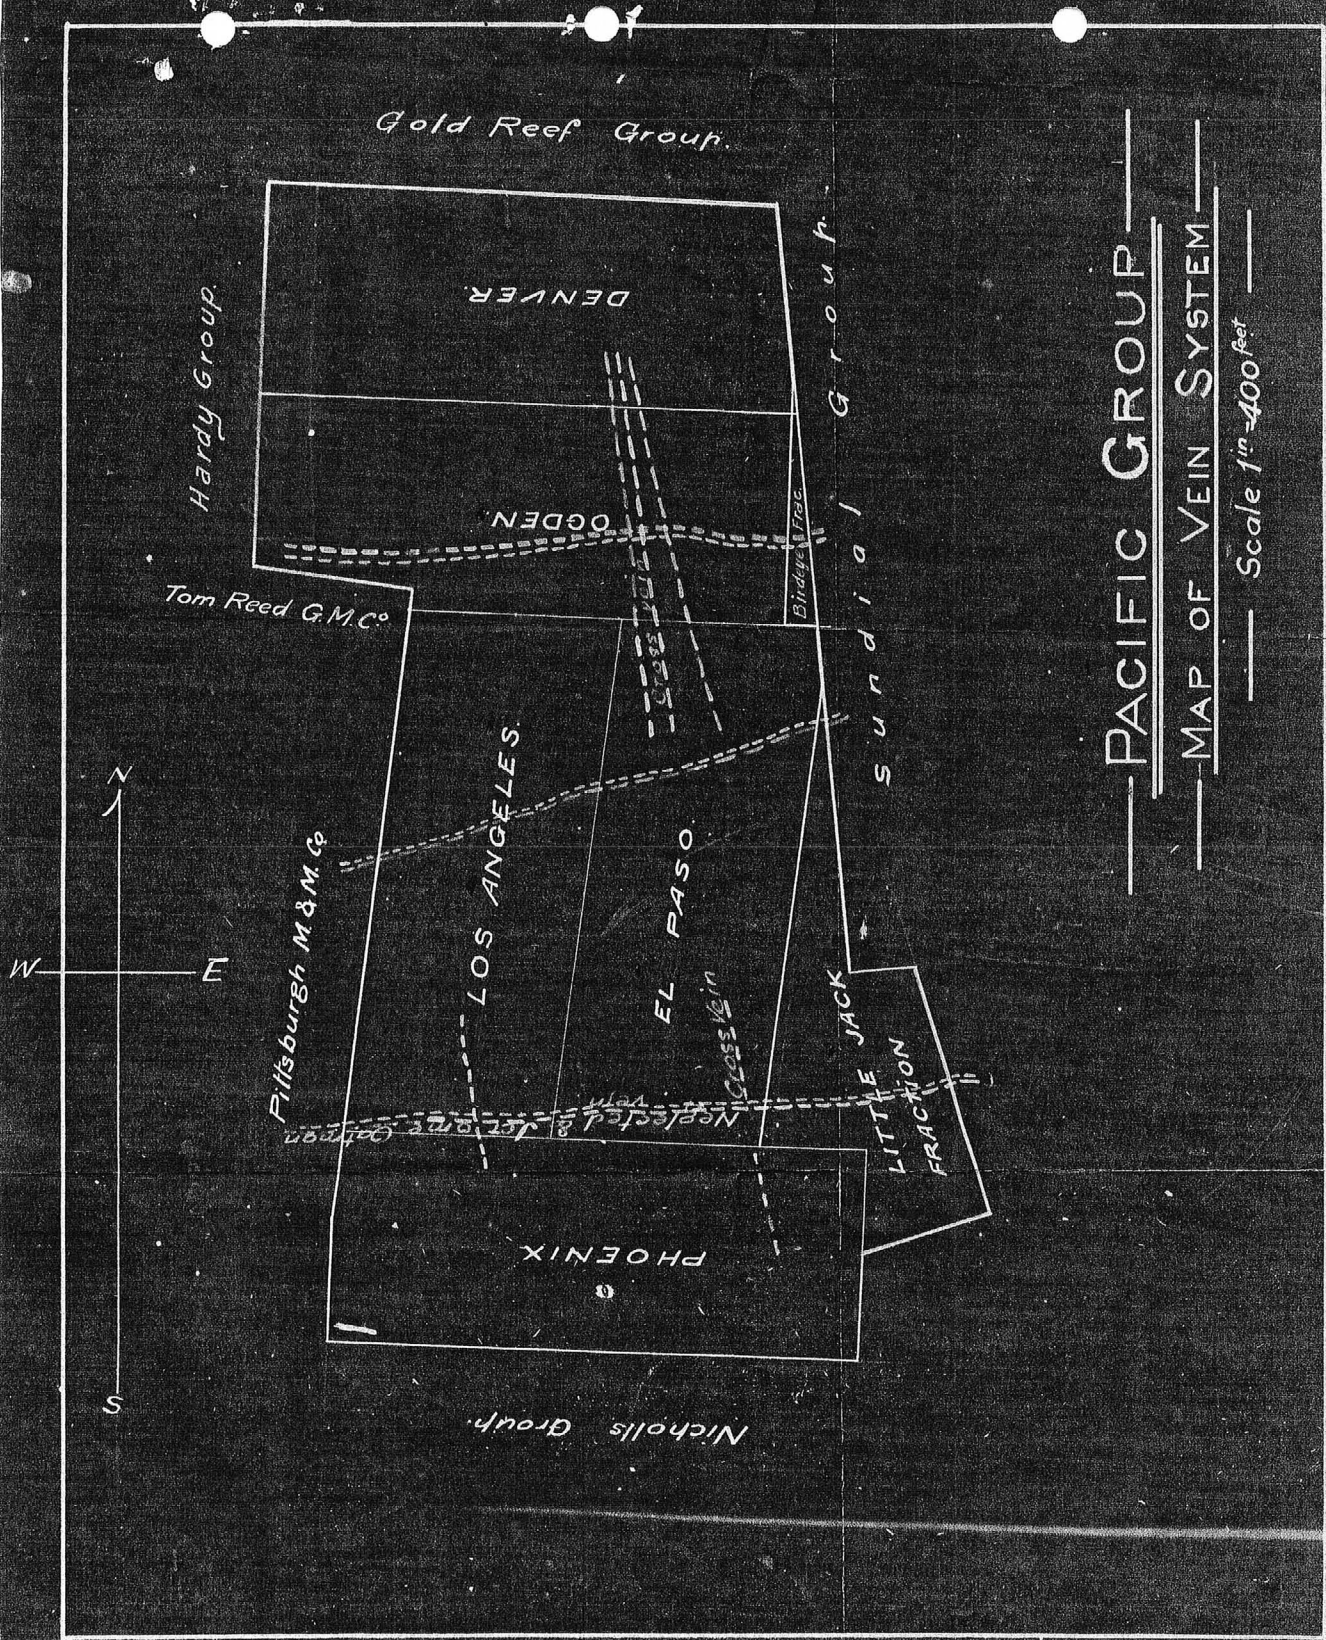 PACIFIC GROUP
MAP OF VEIN SYSTEM
Scale 1in=400 feet
Gold Reef Group.
Hardy Group.
Sundial Group.
DENVER.
OGDEN.
Birdeye Frac.
Tom Reed G.M.Co
Cross
LOS ANGELES.
EL PASO.
Pittsburgh M.&M.Co
Cross Vein
LITTLE JACK
FRACTION
Neglected &
Oatman
vein
PHOENIX
Nicholls Group.
N
W
E
S